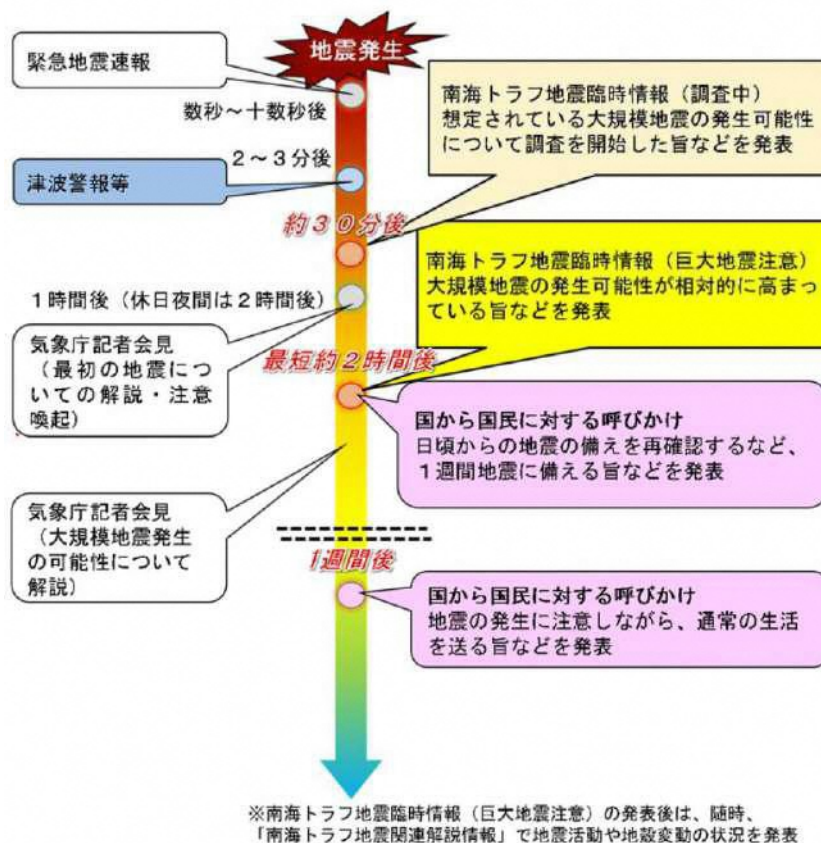 地震発生
緊急地震速報
数秒～十数秒後
南海トラフ地震臨時情報（調査中）
想定されている大規模地震の発生可能性
について調査を開始した旨などを発表
２～３分後
津波警報等
約３０分後
南海トラフ地震臨時情報（巨大地震注意）
大規模地震の発生可能性が相対的に高まっ
ている旨などを発表
１時間後（休日夜間は２時間後）
気象庁記者会見
（最初の地震につ
いての解説・注意
喚起）
最短約２時間後
国から国民に対する呼びかけ
日頃からの地震の備えを再確認するなど、
１週間地震に備える旨などを発表
気象庁記者会見
（大規模地震発生
の可能性について
解説）
1週間後
国から国民に対する呼びかけ
地震の発生に注意しながら、通常の生活
を送る旨などを発表
※南海トラフ地震臨時情報（巨大地震注意）の発表後は、随時、
「南海トラフ地震関連解説情報」で地震活動や地殻変動の状況を発表